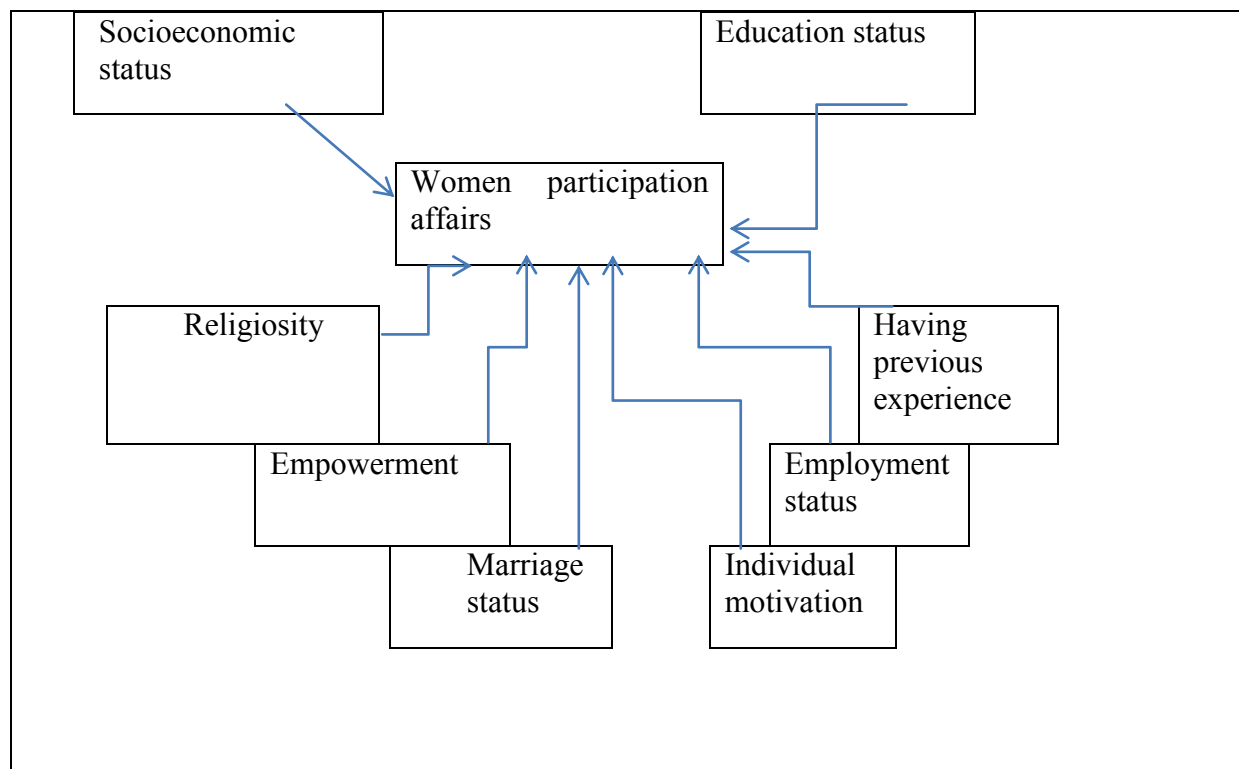 Socioeconomic
status
Education status
Women participation
affairs
Religiosity
Having
previous
experience
Empowerment
Employment
status
Marriage
status
Individual
motivation